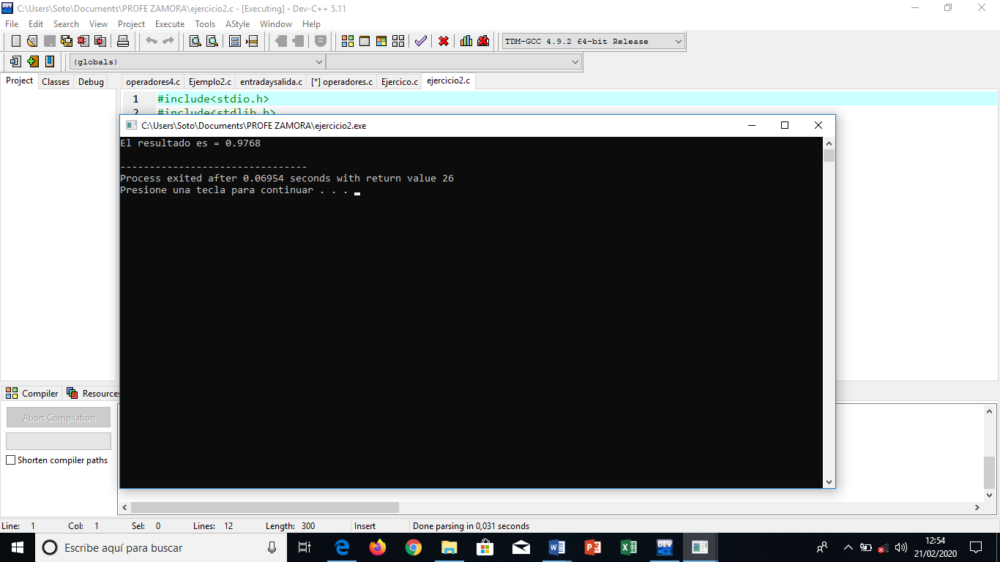 C:\Users\Soto\Documents\PROFE ZAMORA\ejercicio2.c - [Executing] - Dev-C++ 5.11
File Edit Search View Project Execute Tools AStyle Window Help
TDM-GCC 4.9.2 64-bit Release
(globals)
Project Classes Debug
operadores4.c Ejemplo2.c entradaysalida.c [*] operadores.c Ejercico.c ejercicio2.c
1 #include<stdio.h>
2 #include<stdlib.h>
C:\Users\Soto\Documents\PROFE ZAMORA\ejercicio2.exe
El resultado es = 0.9768
--------------------------------
Process exited after 0.06954 seconds with return value 26
Presione una tecla para continuar . . .
Compiler Resources
Abort Compilation
Shorten compiler paths
Line: 1 Col: 1 Sel: 0 Lines: 12 Length: 300 Insert Done parsing in 0,031 seconds
Escribe aquí para buscar
DEV
12:54
21/02/2020